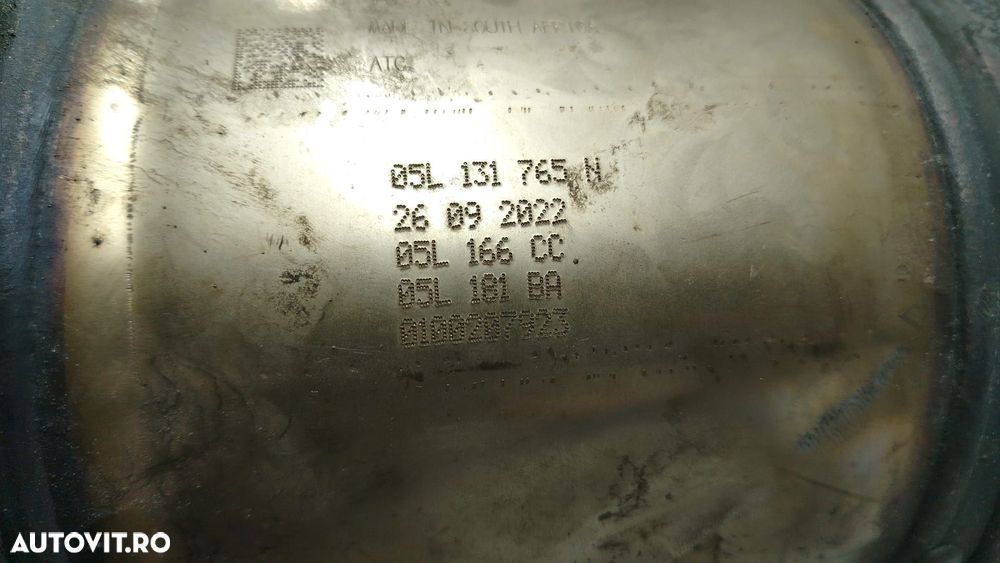 MADE IN SOUTH AFRICA
ATC
05L 131 765 N
26 09 2022
05L 166 CC
05L 181 BA
0100207923
AUTOVIT.RO